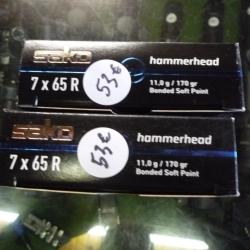 sako
hammerhead
7 x 65 R
53€
11,0 g / 170 gr
Bonded Soft Point
sako
hammerhead
7 x 65 R
53€
11,0 g / 170 gr
Bonded Soft Point